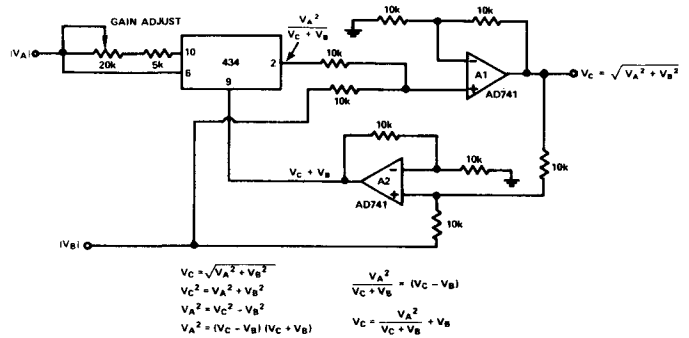 GAIN ADJUST
|VA|
20k
5k
10
6
434
9
2
VA²
VC + VB
10k
10k
10k
10k
A1
AD741
VC = √VA² + VB²
10k
10k
A2
AD741
10k
10k
VC + VB
|VB|
VC = √VA² + VB²
VC² = VA² + VB²
VA² = VC² − VB²
VA² = (VC − VB) (VC + VB)
VA²
VC + VB
= (VC − VB)
VC =
VA²
VC + VB
+ VB